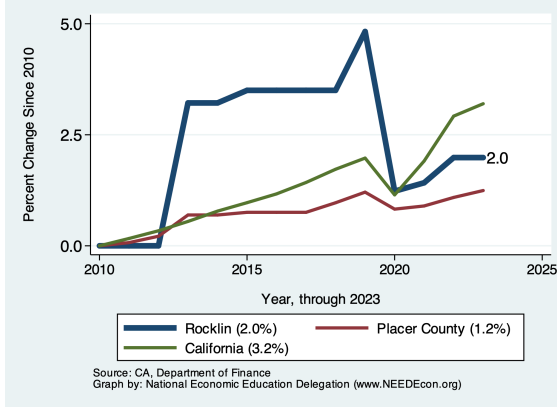 Percent Change Since 2010
5.0
2.5
0.0
2.0
2010 2015 2020 2025
Year, through 2023
Rocklin (2.0%) Placer County (1.2%)
California (3.2%)
Source: CA, Department of Finance
Graph by: National Economic Education Delegation (www.NEEDEcon.org)